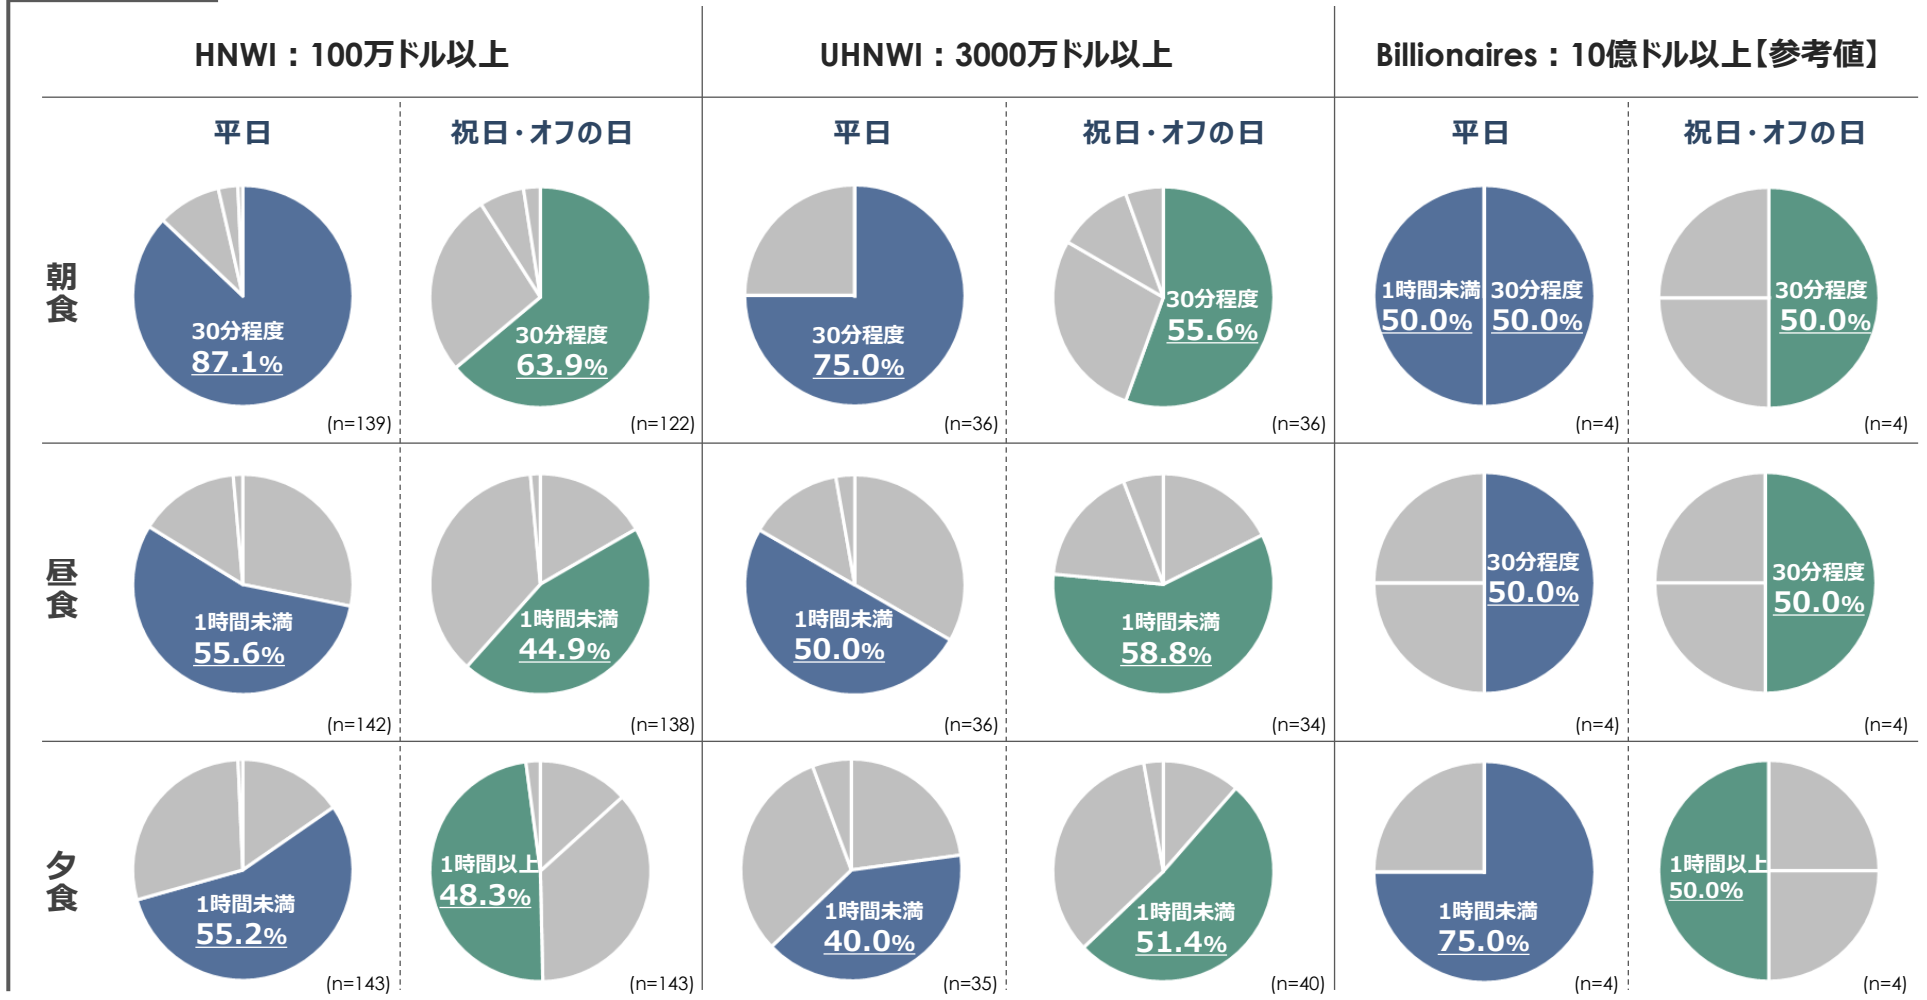 HNWI：100万ドル以上
UHNWI：3000万ドル以上
Billionaires：10億ドル以上【参考値】
平日
祝日・オフの日
平日
祝日・オフの日
平日
祝日・オフの日
朝食
30分程度
87.1%
(n=139)
30分程度
63.9%
(n=122)
30分程度
75.0%
(n=36)
30分程度
55.6%
(n=36)
1時間未満
50.0%
30分程度
50.0%
(n=4)
30分程度
50.0%
(n=4)
昼食
1時間未満
55.6%
(n=142)
1時間未満
44.9%
(n=138)
1時間未満
50.0%
(n=36)
1時間未満
58.8%
(n=34)
30分程度
50.0%
(n=4)
30分程度
50.0%
(n=4)
夕食
1時間未満
55.2%
(n=143)
1時間以上
48.3%
(n=143)
1時間未満
40.0%
(n=35)
1時間未満
51.4%
(n=40)
1時間未満
75.0%
(n=4)
1時間以上
50.0%
(n=4)